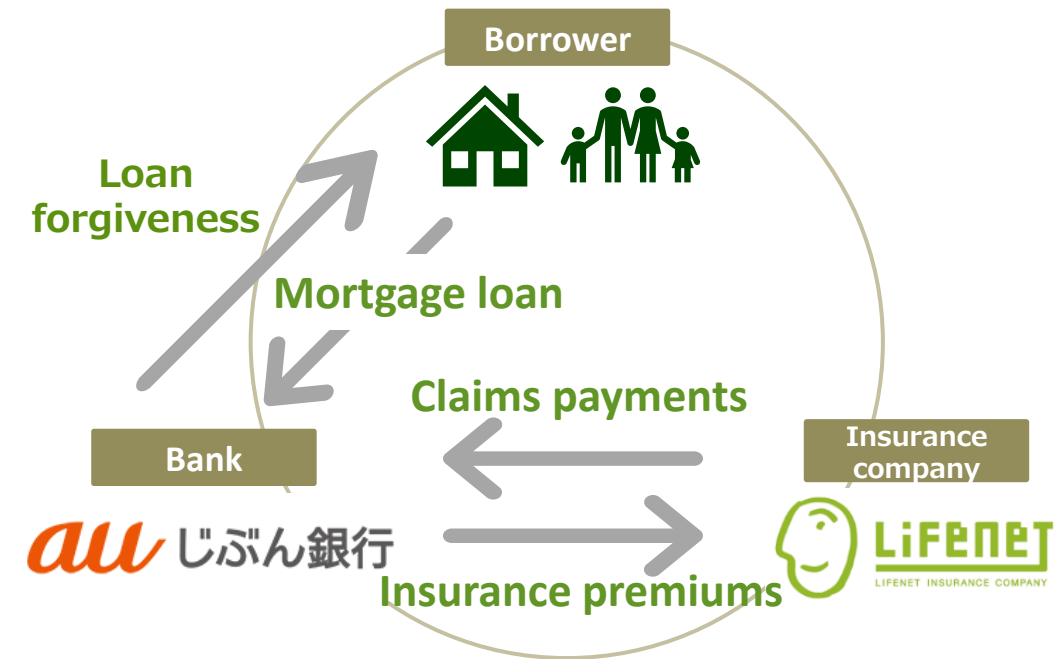 Borrower
Loan
forgiveness
Mortgage loan
Claims payments
Bank
Insurance
company
au じぶん銀行
LIFENET
LIFENET INSURANCE COMPANY
Insurance premiums